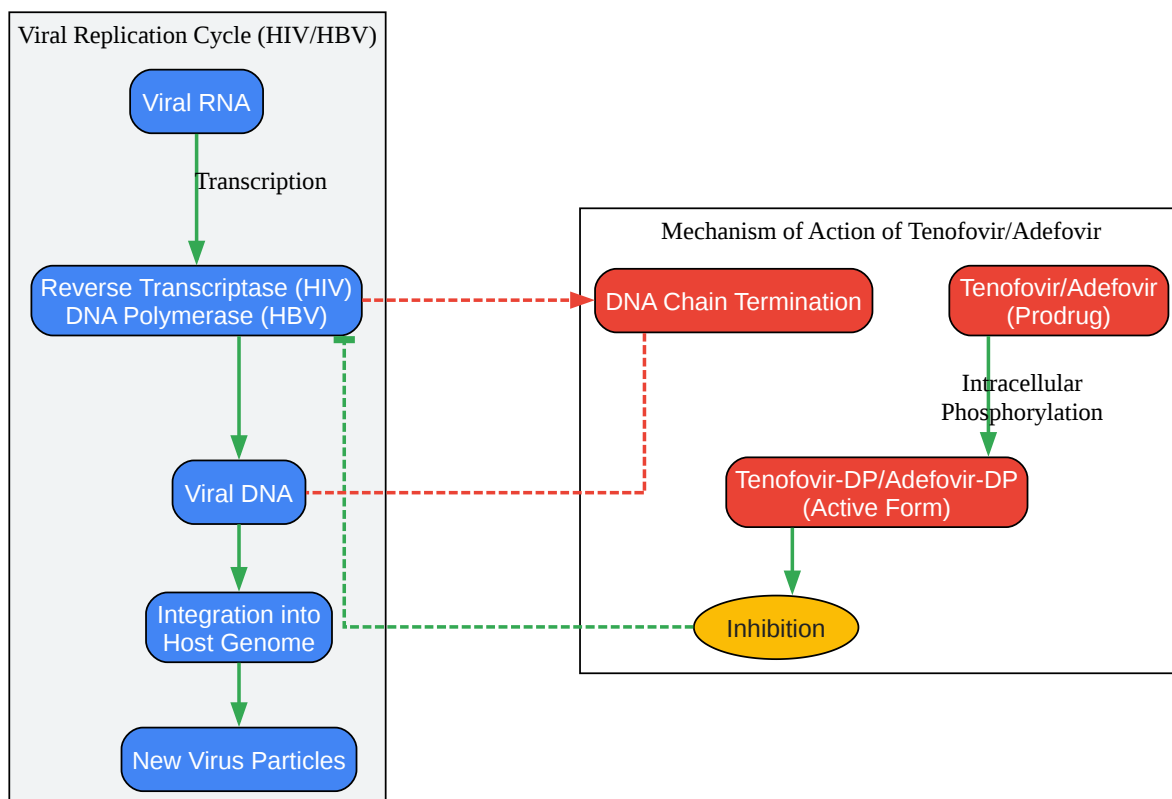 Viral Replication Cycle (HIV/HBV)
Viral RNA
Transcription
Reverse Transcriptase (HIV)
DNA Polymerase (HBV)
Viral DNA
Integration into
Host Genome
New Virus Particles
Mechanism of Action of Tenofovir/Adefovir
DNA Chain Termination
Tenofovir/Adefovir
(Prodrug)
Intracellular
Phosphorylation
Tenofovir-DP/Adefovir-DP
(Active Form)
Inhibition